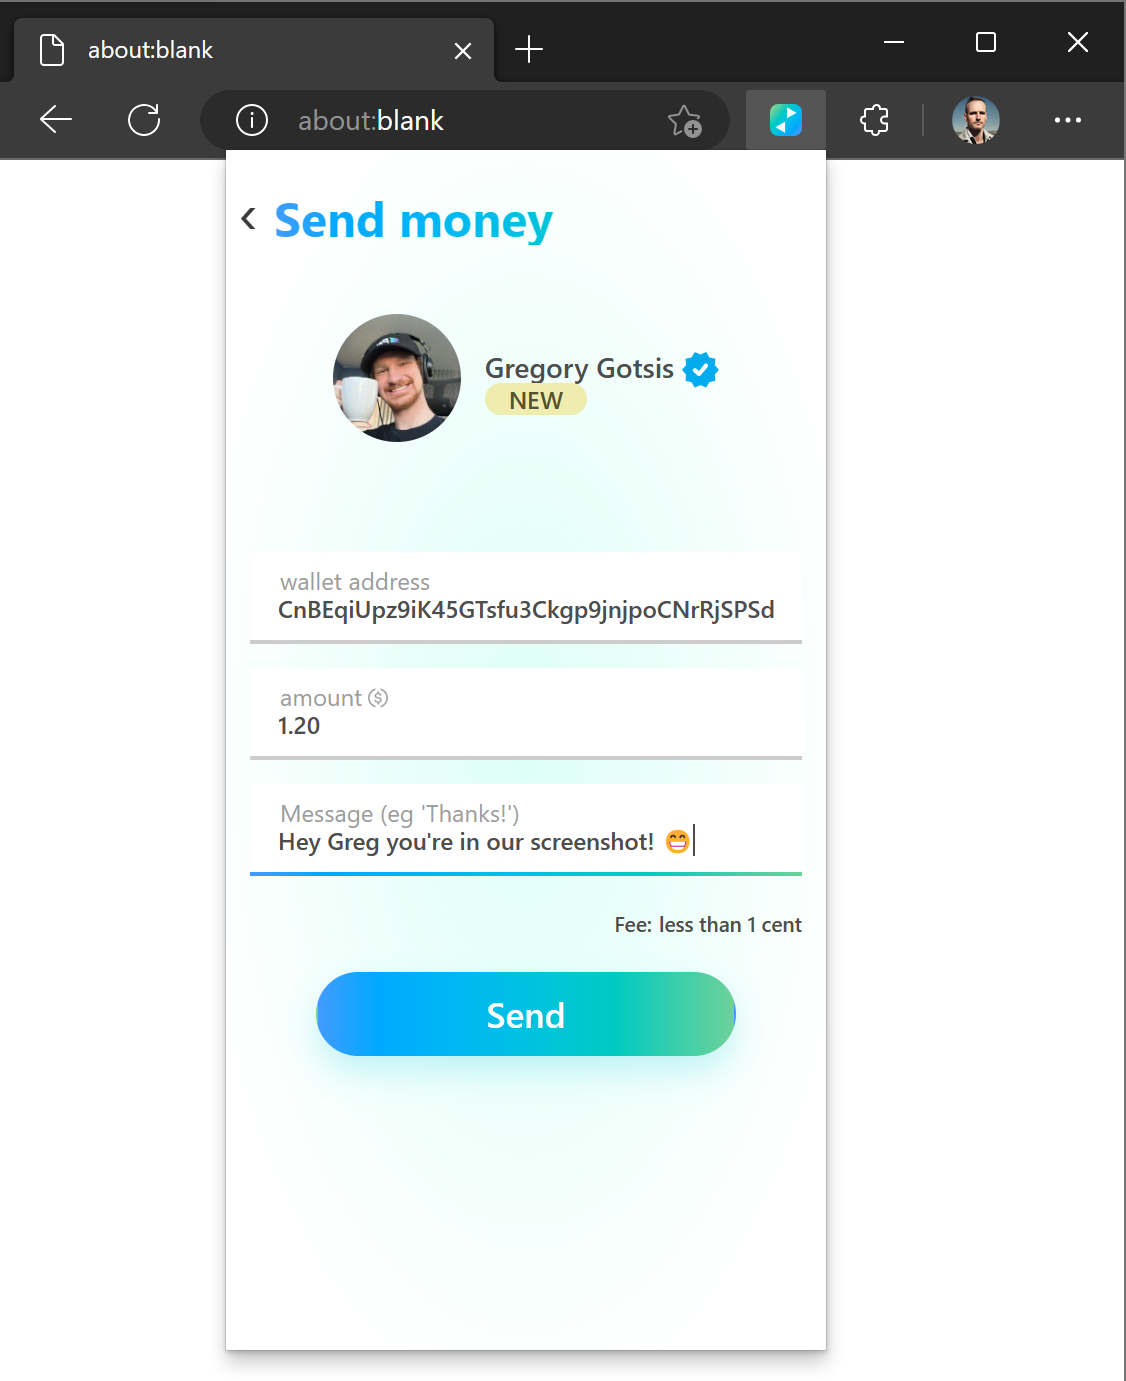 about:blank
about:blank
Send money
Gregory Gotsis
NEW
wallet address
CnBEqiUpz9iK45GTsfu3Ckgp9jnjpoCNrRjSPSd
amount
1.20
Message (eg 'Thanks!')
Hey Greg you're in our screenshot! 😁
Fee: less than 1 cent
Send